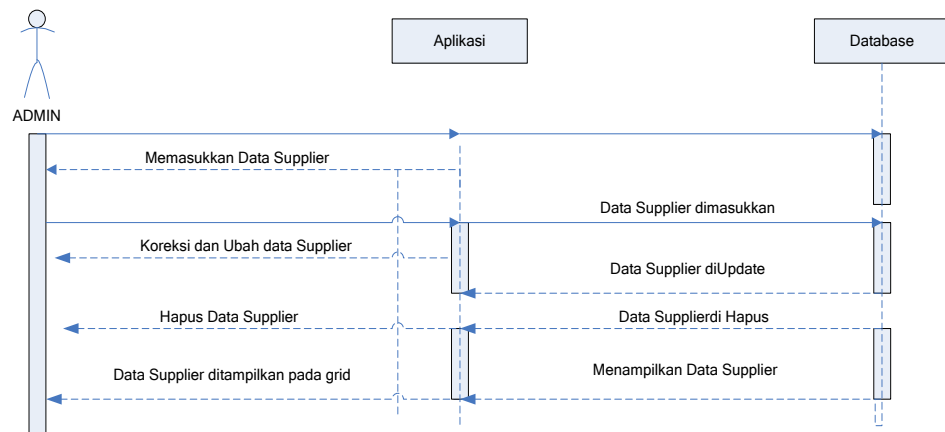 Aplikasi
Database
ADMIN
Memasukkan Data Supplier
Data Supplier dimasukkan
Koreksi dan Ubah data Supplier
Data Supplier diUpdate
Hapus Data Supplier
Data Supplierdi Hapus
Data Supplier ditampilkan pada grid
Menampilkan Data Supplier